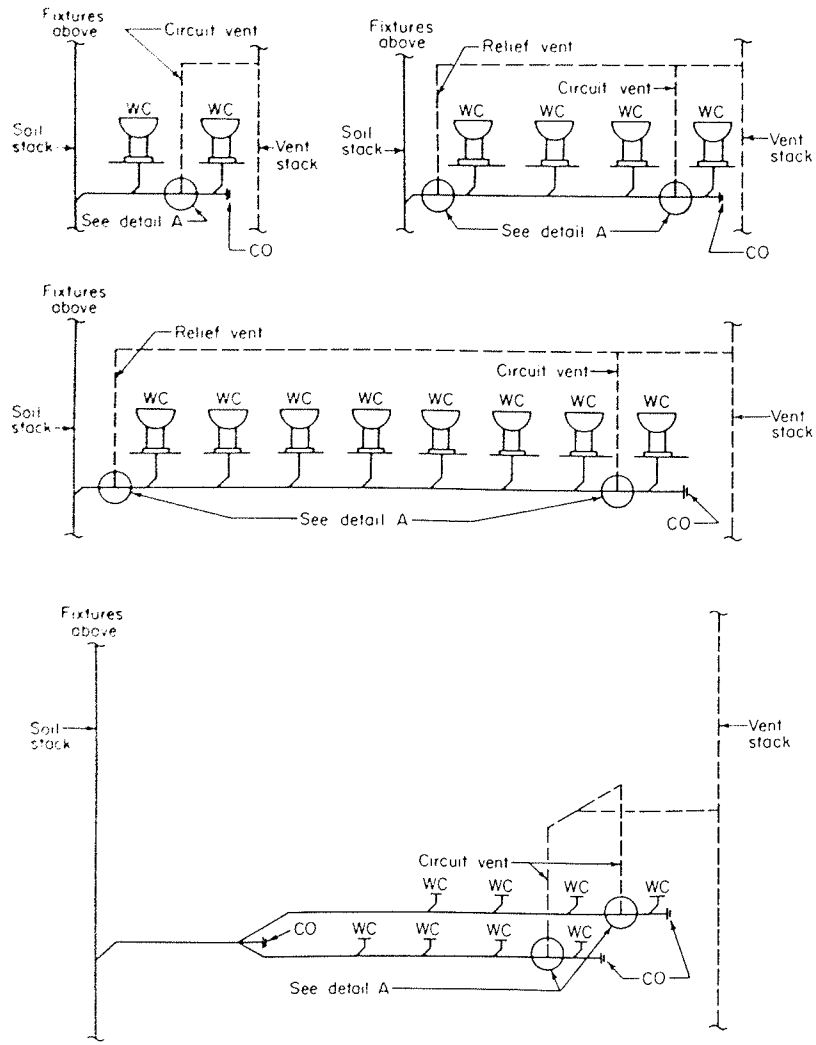 Fixtures
above
Circuit vent
WC
WC
Soil
stack
Vent
stack
See detail A
CO
Fixtures
above
Relief vent
Circuit vent
WC
WC
WC
WC
Soil
stack
Vent
stack
See detail A
CO
Fixtures
above
Relief vent
Circuit vent
WC
WC
WC
WC
WC
WC
WC
WC
Soil
stack
Vent
stack
See detail A
CO
Fixtures
above
Soil
stack
Vent
stack
Circuit vent
WC
WC
WC
WC
CO
WC
WC
WC
WC
See detail A
CO